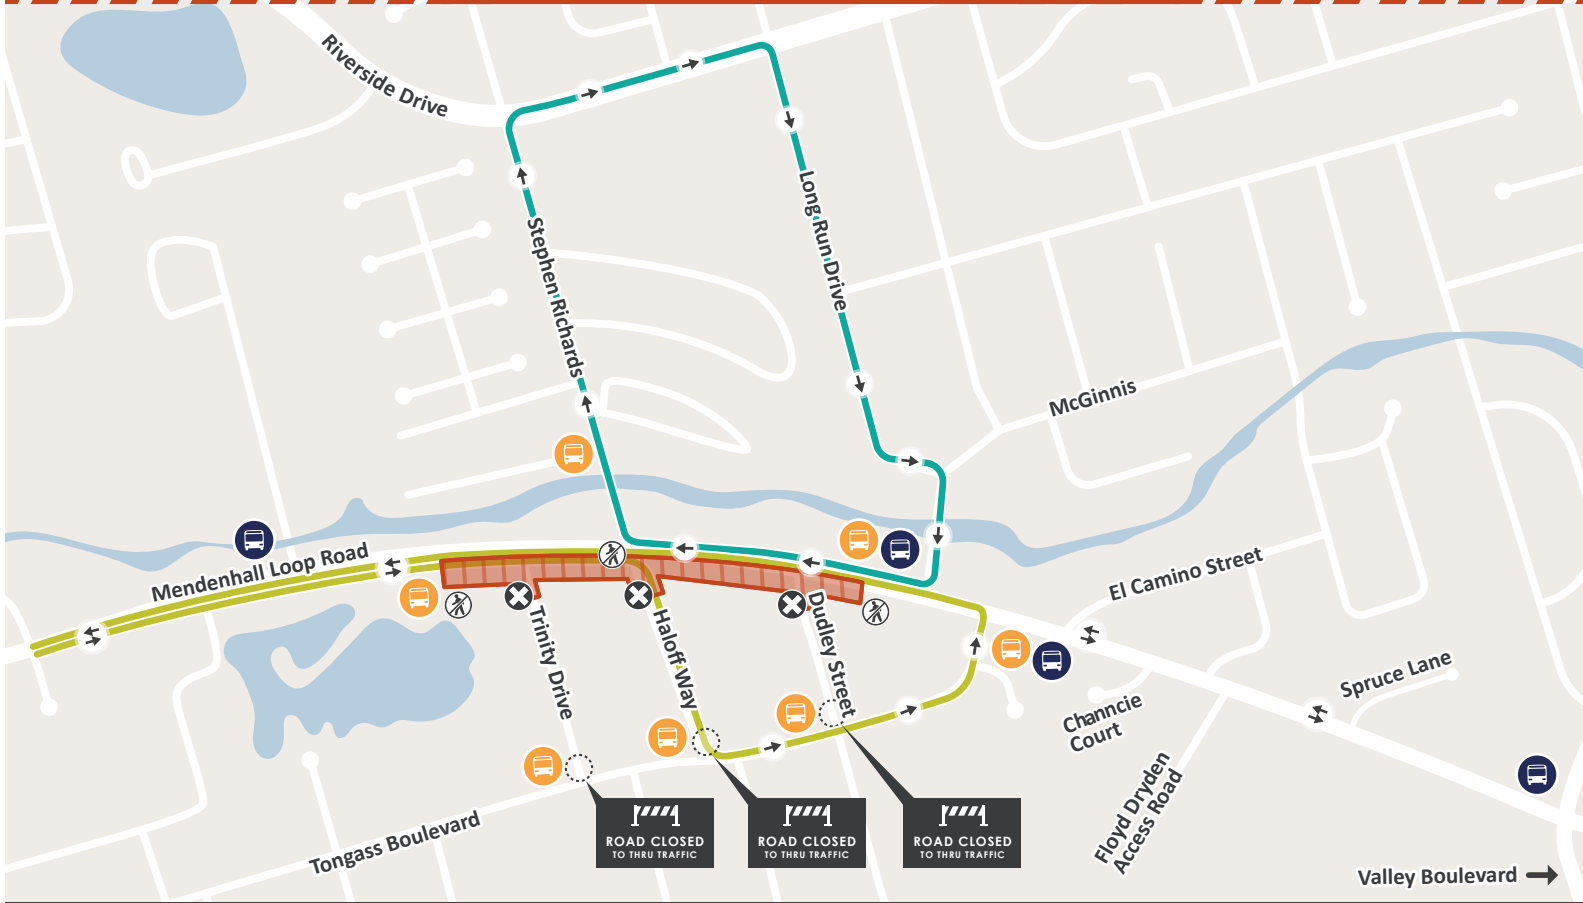 Riverside Drive
Stephen Richards
Long Run Drive
McGinnis
Mendenhall Loop Road
El Camino Street
Trinity Drive
Haloff Way
Dudley Street
Spruce Lane
Channcie
Court
Floyd Dryden
Access Road
Tongass Boulevard
ROAD CLOSED
TO THRU TRAFFIC
ROAD CLOSED
TO THRU TRAFFIC
ROAD CLOSED
TO THRU TRAFFIC
Valley Boulevard